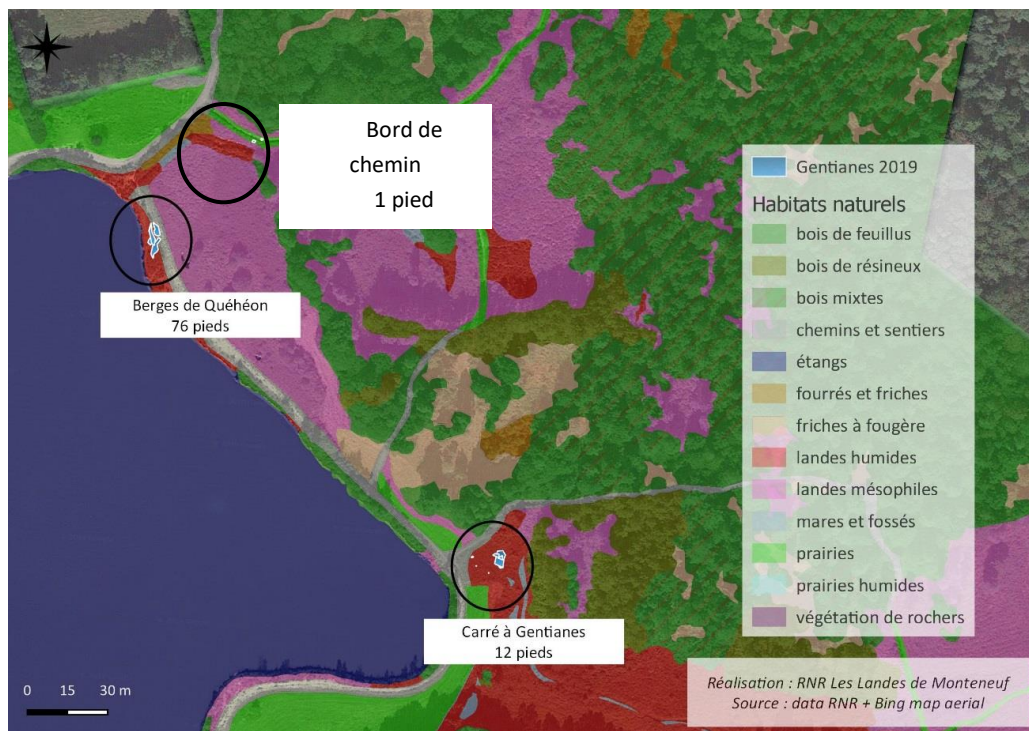 Bord de
chemin
1 pied
Berges de Quéhéon
76 pieds
Carré à Gentianes
12 pieds
Gentianes 2019
Habitats naturels
bois de feuillus
bois de résineux
bois mixtes
chemins et sentiers
étangs
fourrés et friches
friches à fougère
landes humides
landes mésophiles
mares et fossés
prairies
prairies humides
végétation de rochers
0 15 30 m
Réalisation : RNR Les Landes de Monteneuf
Source : data RNR + Bing map aerial